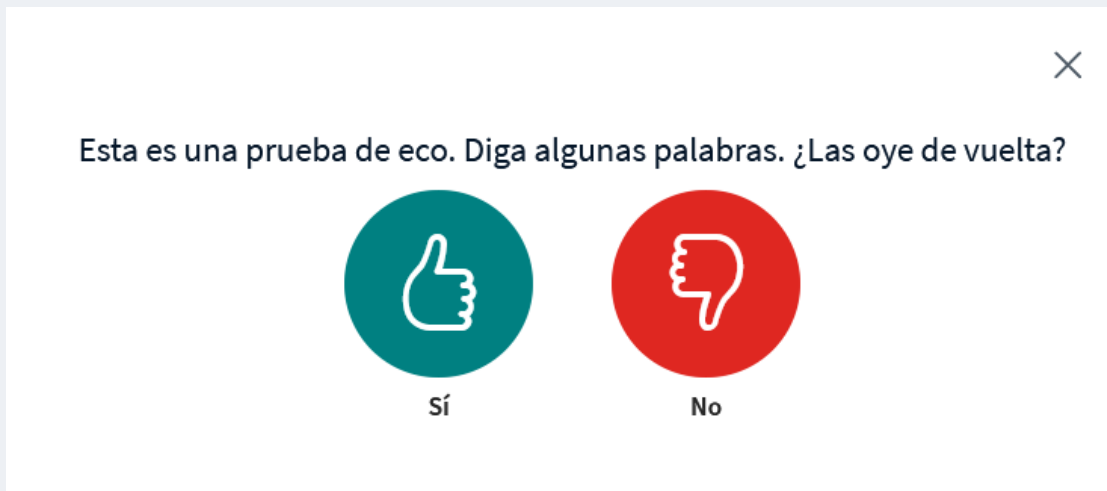 Esta es una prueba de eco. Diga algunas palabras. ¿Las oye de vuelta?
Sí
No